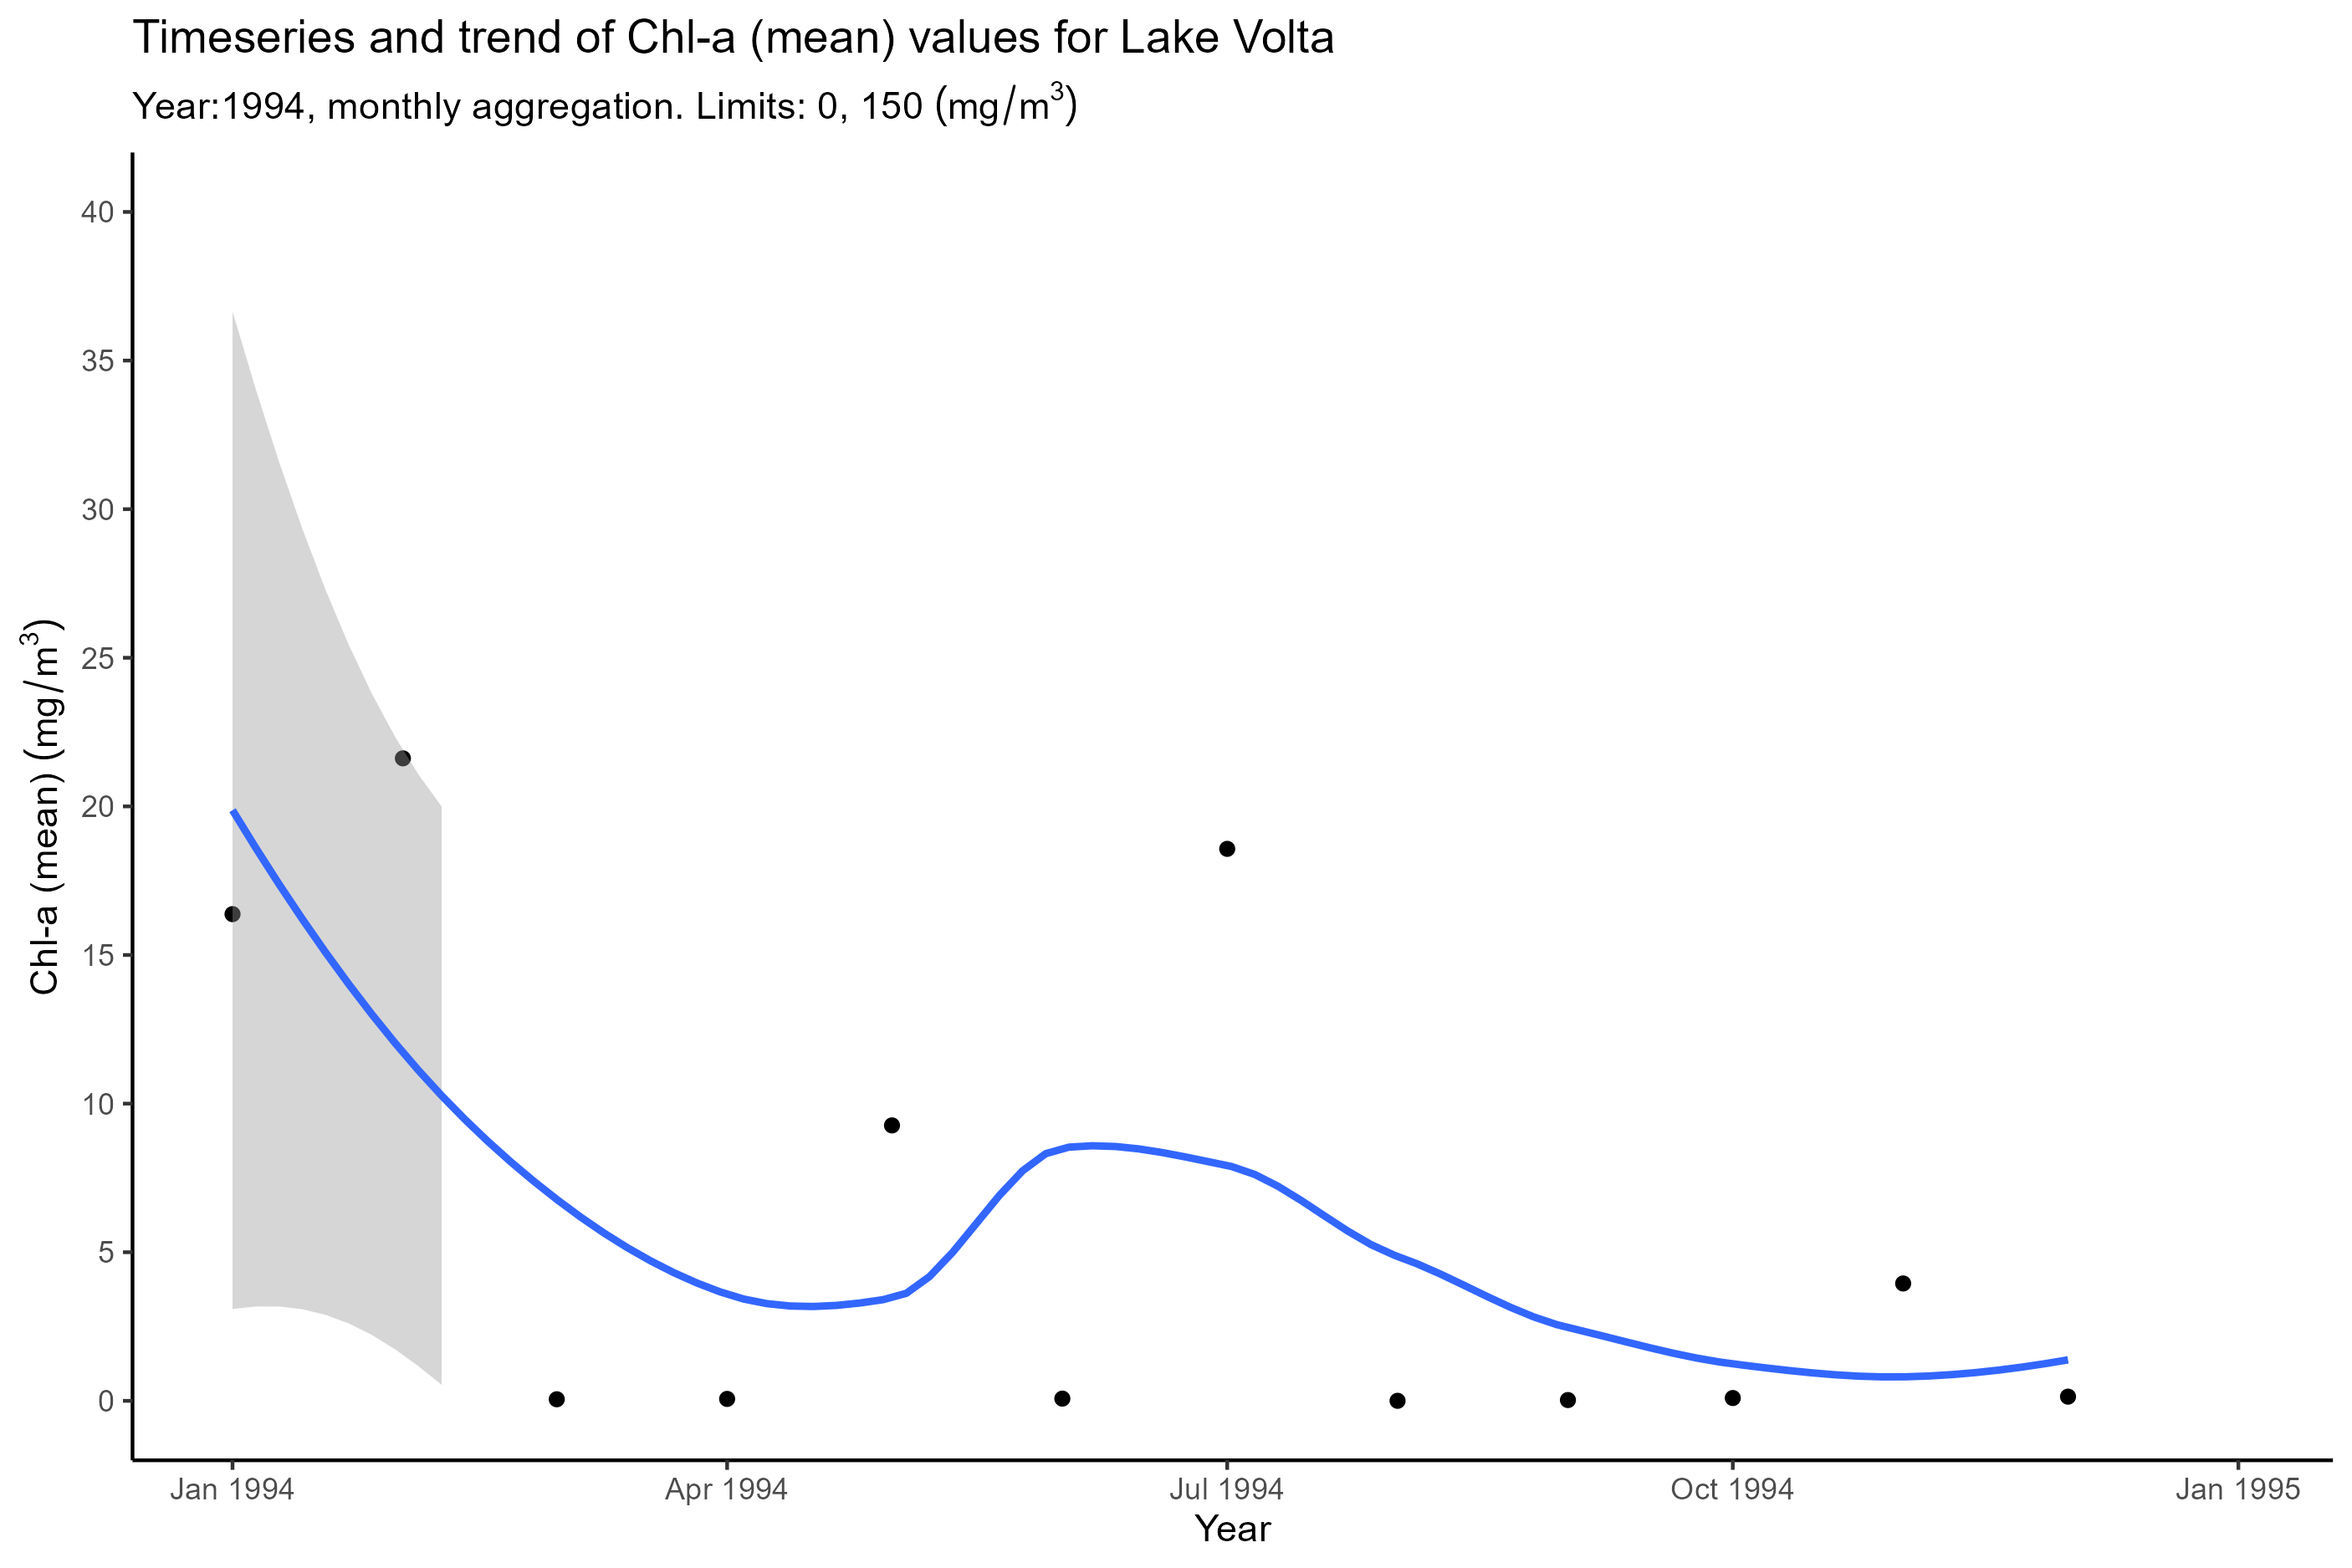 Timeseries and trend of Chl-a (mean) values for Lake Volta
Year:1994, monthly aggregation. Limits: 0, 150 (mg/m³)
40
35
30
25
20
15
10
5
0
Chl-a (mean) (mg/m³)
Jan 1994
Apr 1994
Jul 1994
Oct 1994
Jan 1995
Year